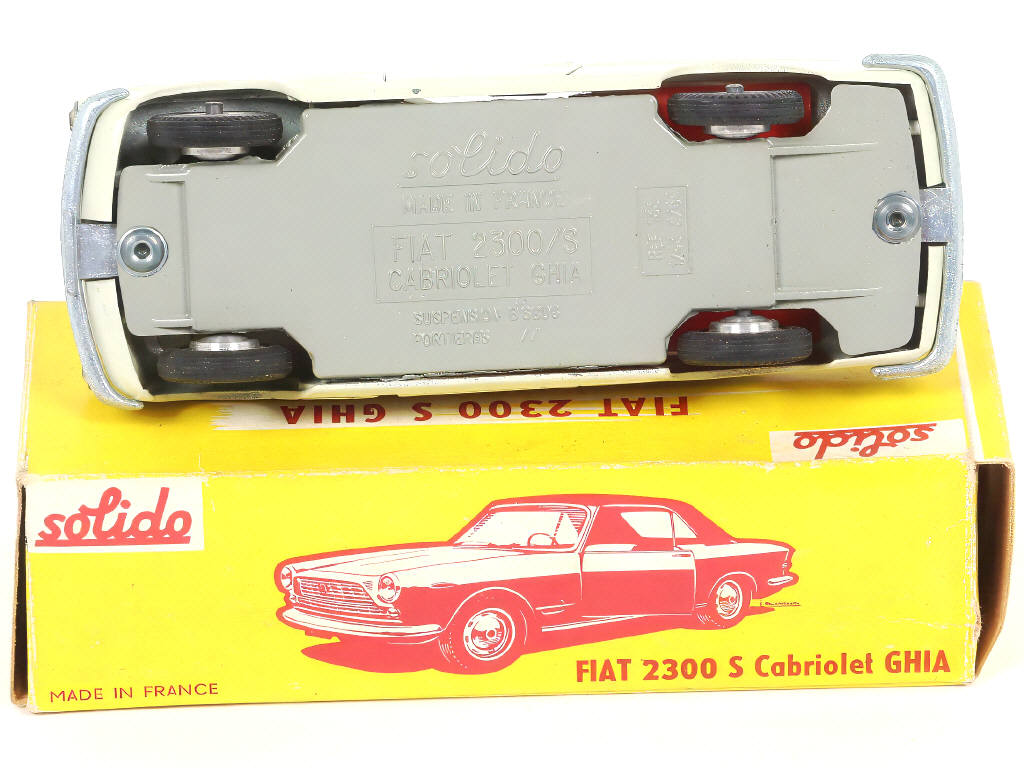 solido
MADE IN FRANCE
FIAT 2300/S
CABRIOLET GHIA
SUSPENSION
PORTIERES
REF
FIAT 2300 S GHIA
solido
solido
FIAT 2300 S Cabriolet GHIA
MADE IN FRANCE